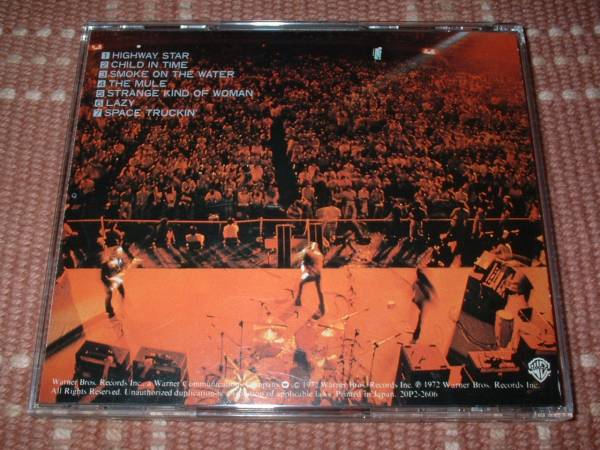 1 HIGHWAY STAR
2 CHILD IN TIME
3 SMOKE ON THE WATER
4 THE MULE
5 STRANGE KIND OF WOMAN
6 LAZY
7 SPACE TRUCKIN'
Warner Bros. Records Inc., a Warner Communications Company ℗, © 1972 Warner Bros. Records Inc. ℗ 1972 Warner Bros. Records Inc.
All Rights Reserved. Unauthorized duplication is a violation of applicable laws. Printed in Japan. 20P2-2606